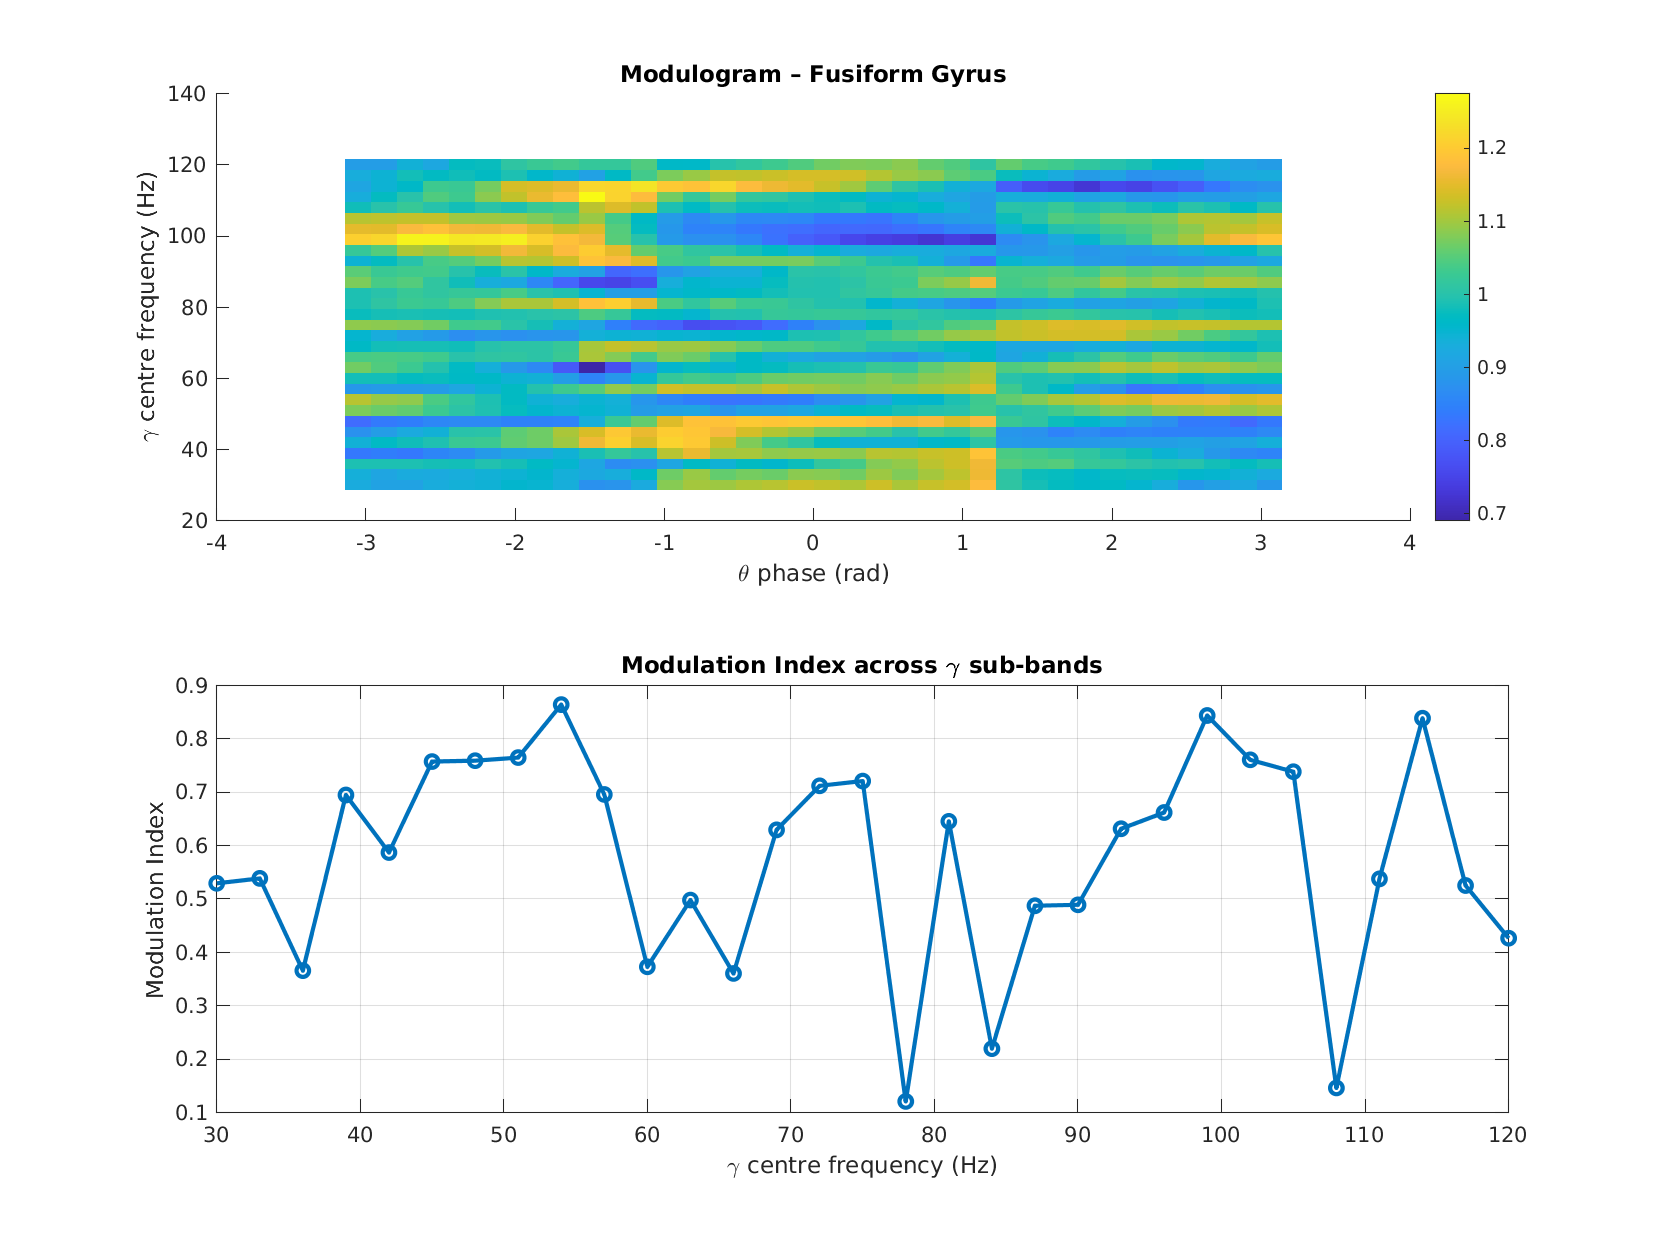 Modulogram – Fusiform Gyrus
140
120
100
80
60
40
20
γ centre frequency (Hz)
-4 -3 -2 -1 0 1 2 3 4
θ phase (rad)
1.2
1.1
1
0.9
0.8
0.7
Modulation Index across γ sub-bands
0.9
0.8
0.7
0.6
0.5
0.4
0.3
0.2
0.1
Modulation Index
30 40 50 60 70 80 90 100 110 120
γ centre frequency (Hz)